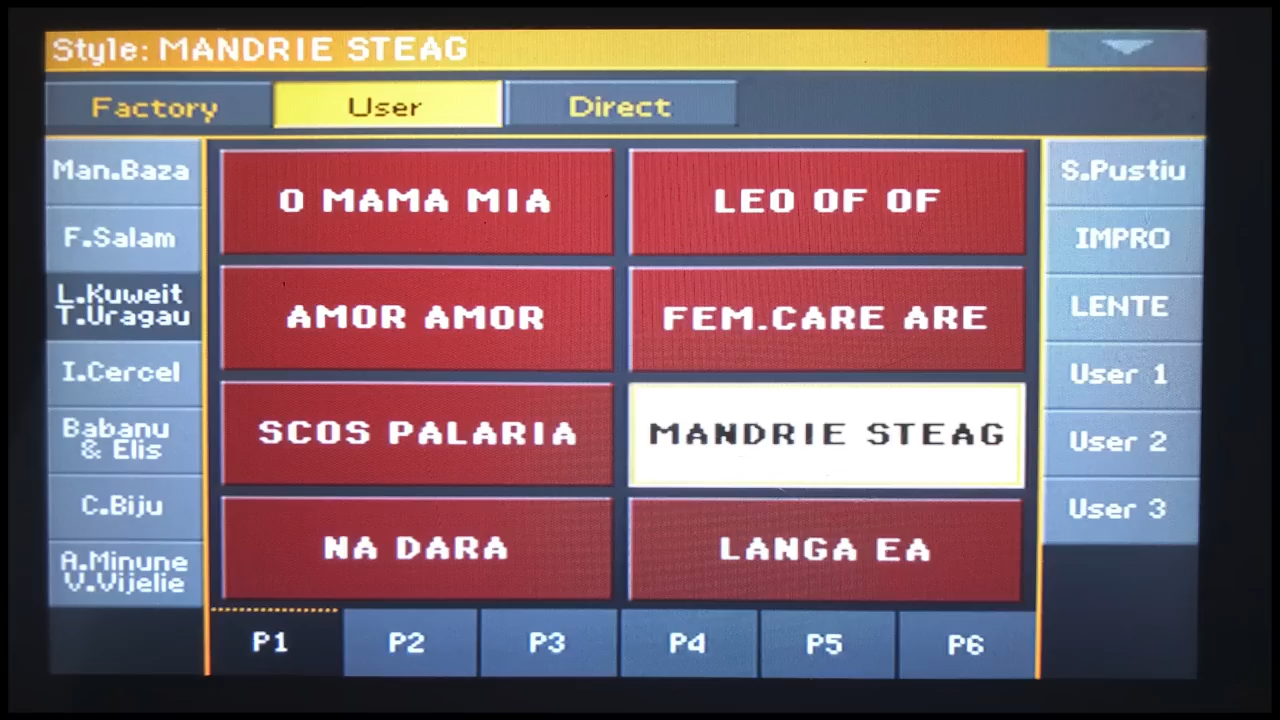 Style: MANDRIE STEAG
Factory
User
Direct
Man.Baza
F.Salam
L.Kuweit
T.Uragau
I.Cercel
Babanu
& Elis
C.Biju
A.Minune
V.Vijelie
O MAMA MIA
LEO OF OF
AMOR AMOR
FEM.CARE ARE
SCOS PALARIA
MANDRIE STEAG
NA DARA
LANGA EA
S.Pustiu
IMPRO
LENTE
User 1
User 2
User 3
P1
P2
P3
P4
P5
P6